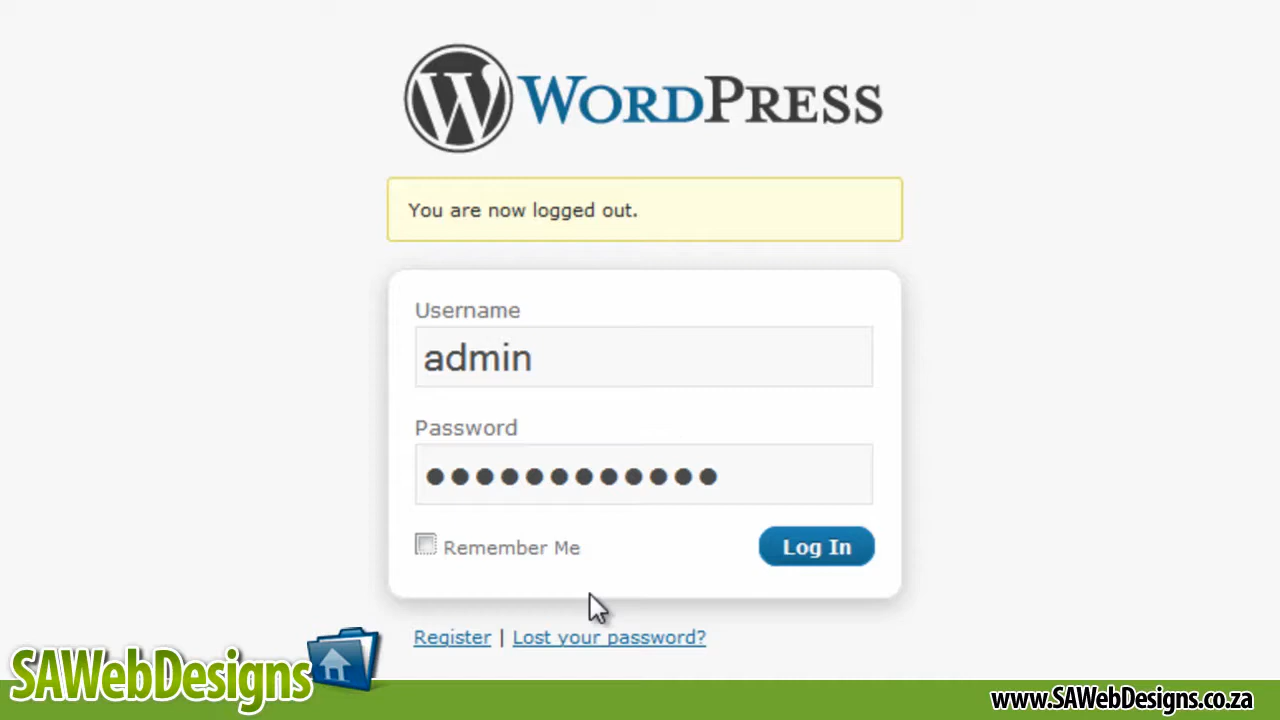 WORDPRESS
You are now logged out.
Username
admin
Password
Remember Me
Log In
Register | Lost your password?
SAWebDesigns
www.SAWebDesigns.co.za